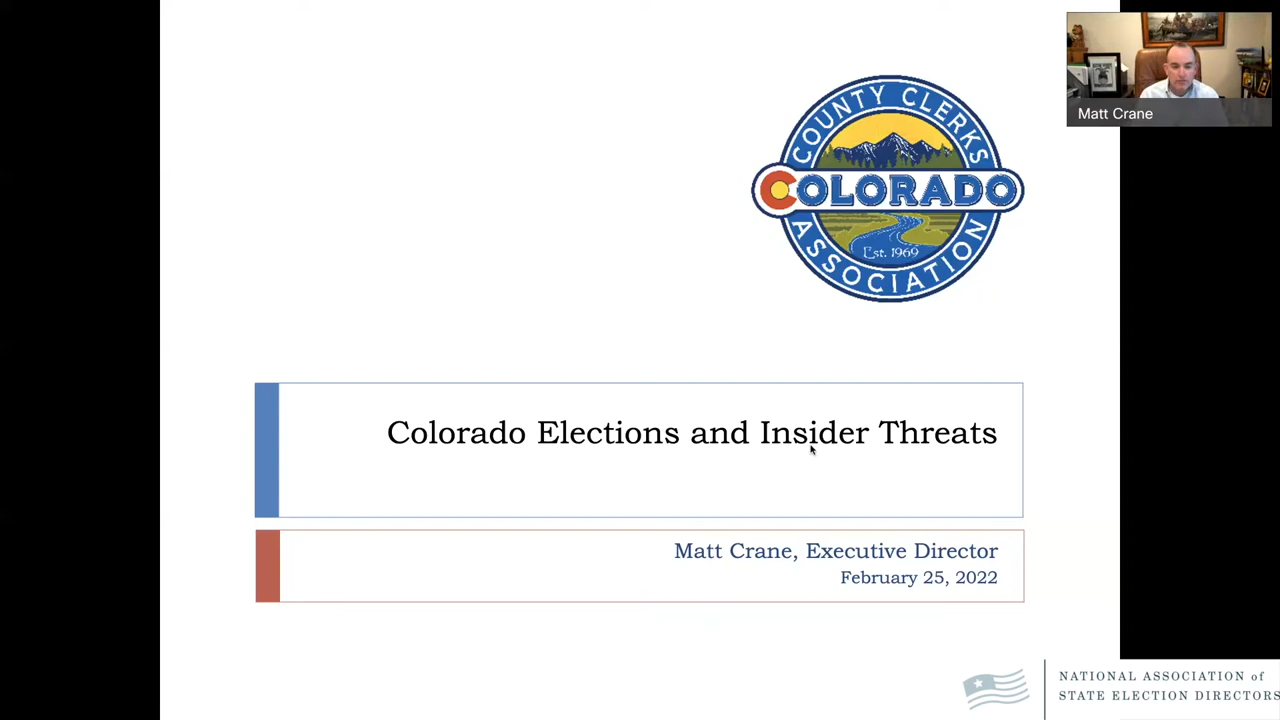 COUNTY CLERKS
COLORADO
Est. 1969
ASSOCIATION
Matt Crane
Colorado Elections and Insider Threats
Matt Crane, Executive Director
February 25, 2022
NATIONAL ASSOCIATION of
STATE ELECTION DIRECTORS